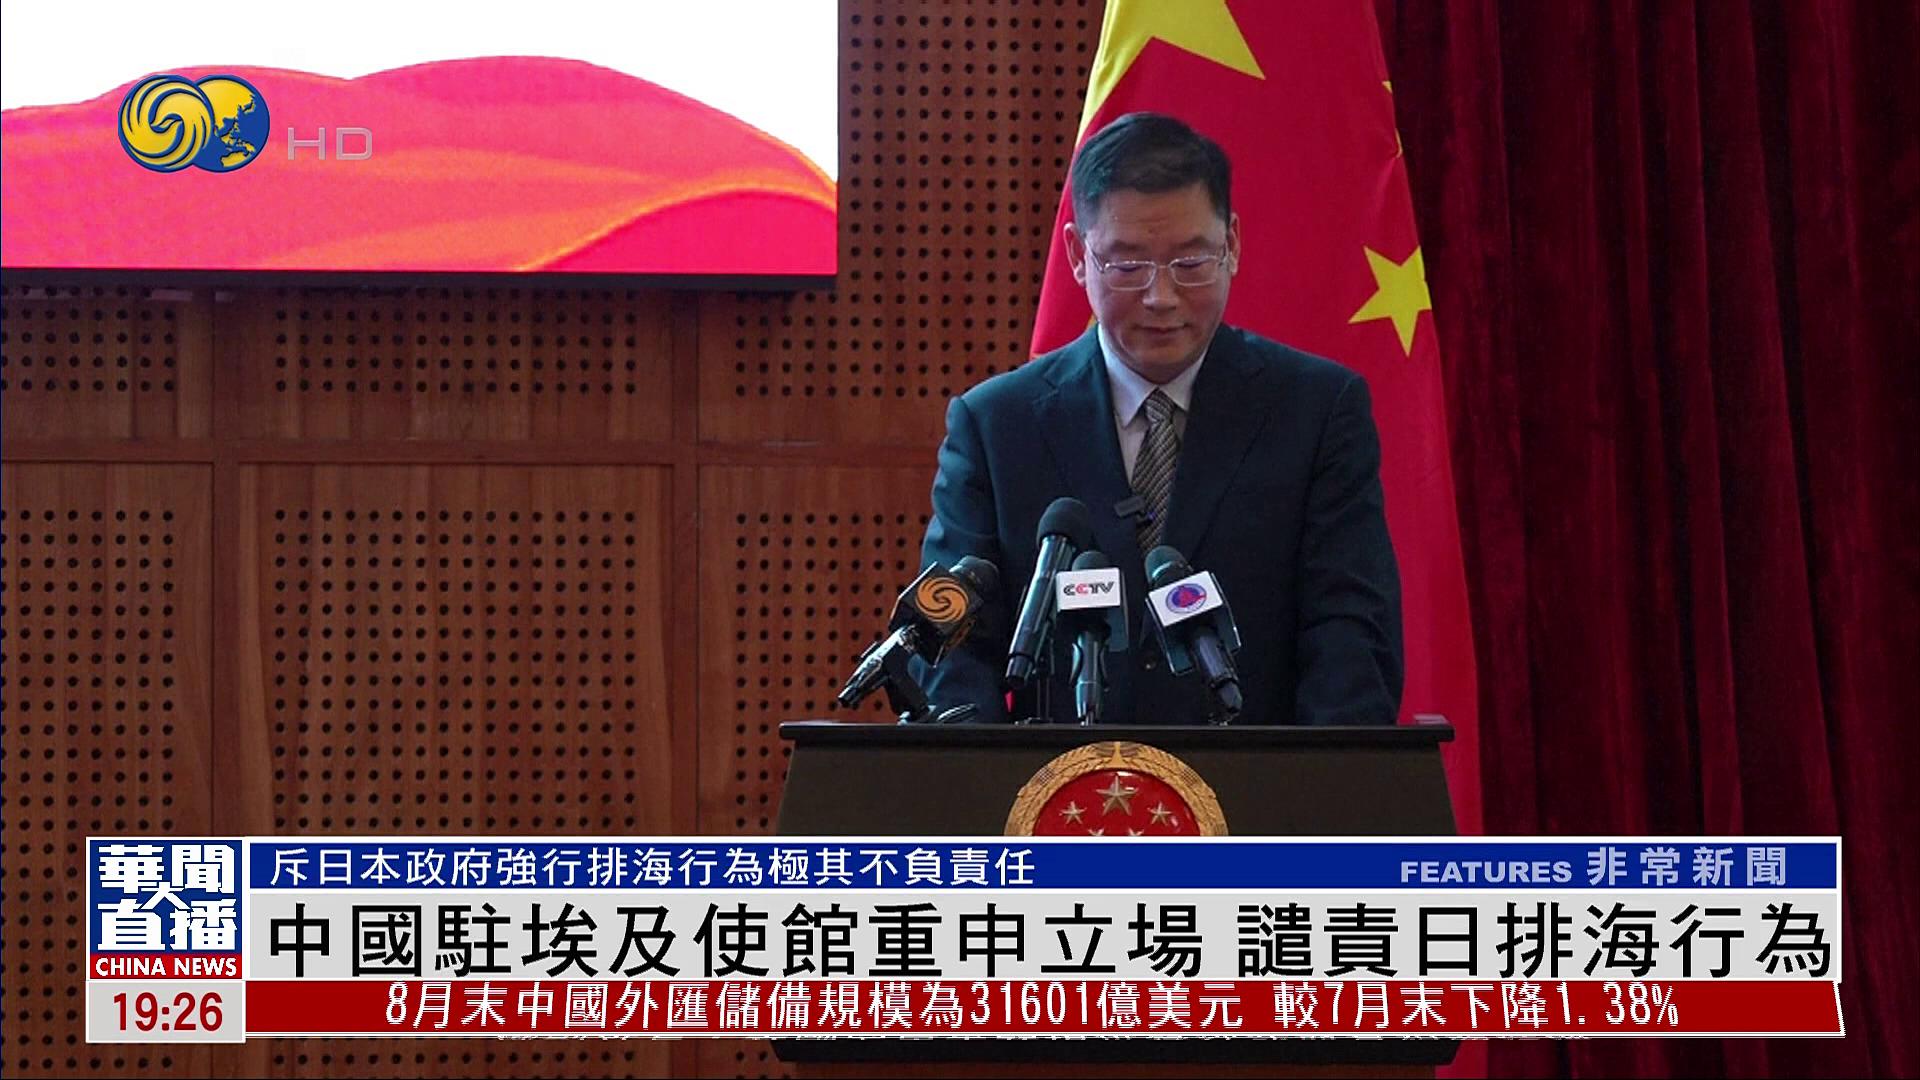 HD
CCTV
斥日本政府強行排海行為極其不負責任
FEATURES 非常新聞
華聞大直播
CHINA NEWS
中國駐埃及使館重申立場 譴責日排海行為
19:26
8月末中國外匯儲備規模為31601億美元 較7月末下降1.38%